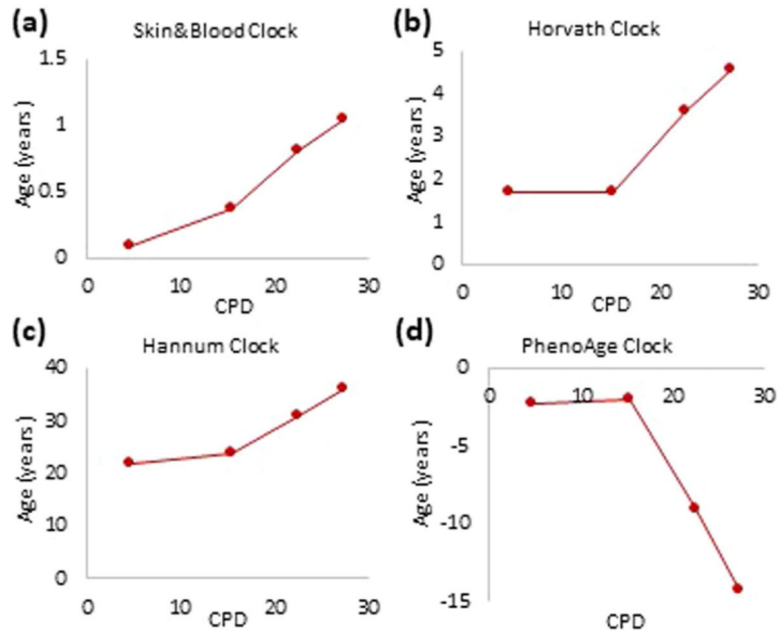 (a)
Skin&Blood Clock
1.5
1
0.5
0
Age (years)
0 10 20 30
CPD
(b)
Horvath Clock
5
4
3
2
1
0
Age (years)
0 10 20 30
CPD
(c)
Hannum Clock
40
30
20
10
0
Age (years)
0 10 20 30
CPD
(d)
PhenoAge Clock
0
-5
-10
-15
Age (years)
0 10 20 30
CPD